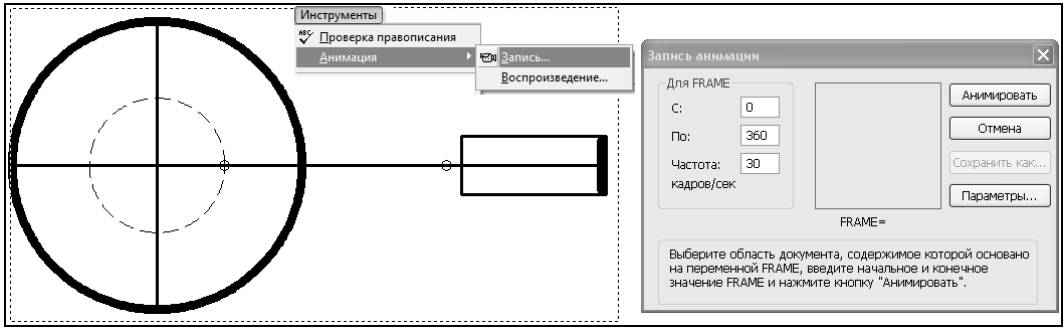 Инструменты
ABC Проверка правописания
Анимация
Запись...
Воспроизведение...
Запись анимации
Для FRAME
С: 0
По: 360
Частота: 30
кадров/сек
Анимировать
Отмена
Сохранить как...
Параметры...
FRAME=
Выберите область документа, содержимое которой основано
на переменной FRAME, введите начальное и конечное
значение FRAME и нажмите кнопку "Анимировать".